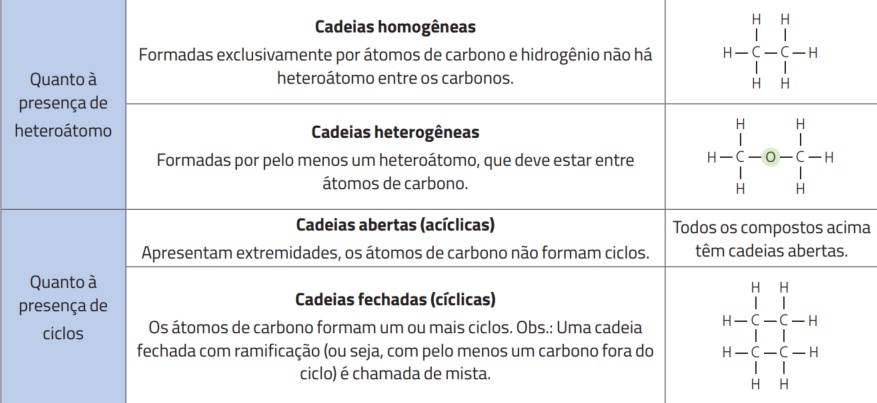 Quanto à
presença de
heteroátomo
Cadeias homogêneas
Formadas exclusivamente por átomos de carbono e hidrogênio não há
heteroátomo entre os carbonos.
H H
H — C — C — H
H H
Cadeias heterogêneas
Formadas por pelo menos um heteroátomo, que deve estar entre
átomos de carbono.
H H
H — C — O — C — H
H H
Quanto à
presença de
ciclos
Cadeias abertas (acíclicas)
Apresentam extremidades, os átomos de carbono não formam ciclos.
Todos os compostos acima
têm cadeias abertas.
Cadeias fechadas (cíclicas)
Os átomos de carbono formam um ou mais ciclos. Obs.: Uma cadeia
fechada com ramificação (ou seja, com pelo menos um carbono fora do
ciclo) é chamada de mista.
H H
H — C — C — H
H — C — C — H
H H